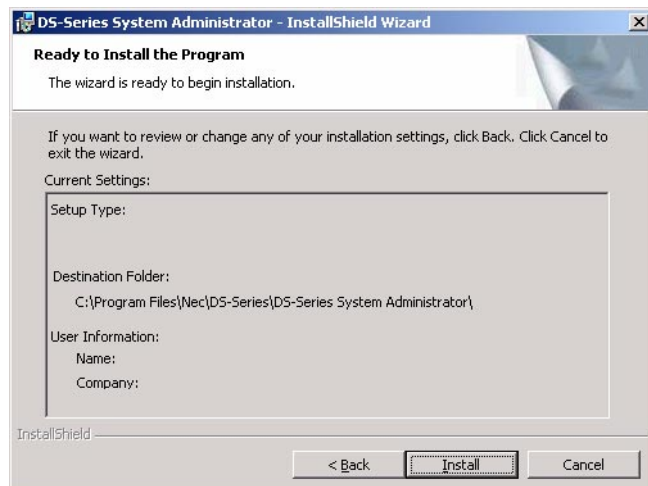 DS-Series System Administrator - InstallShield Wizard
Ready to Install the Program
The wizard is ready to begin installation.
If you want to review or change any of your installation settings, click Back. Click Cancel to
exit the wizard.
Current Settings:
Setup Type:
Destination Folder:
C:\Program Files\Nec\DS-Series\DS-Series System Administrator\
User Information:
Name:
Company:
InstallShield
< Back Install Cancel